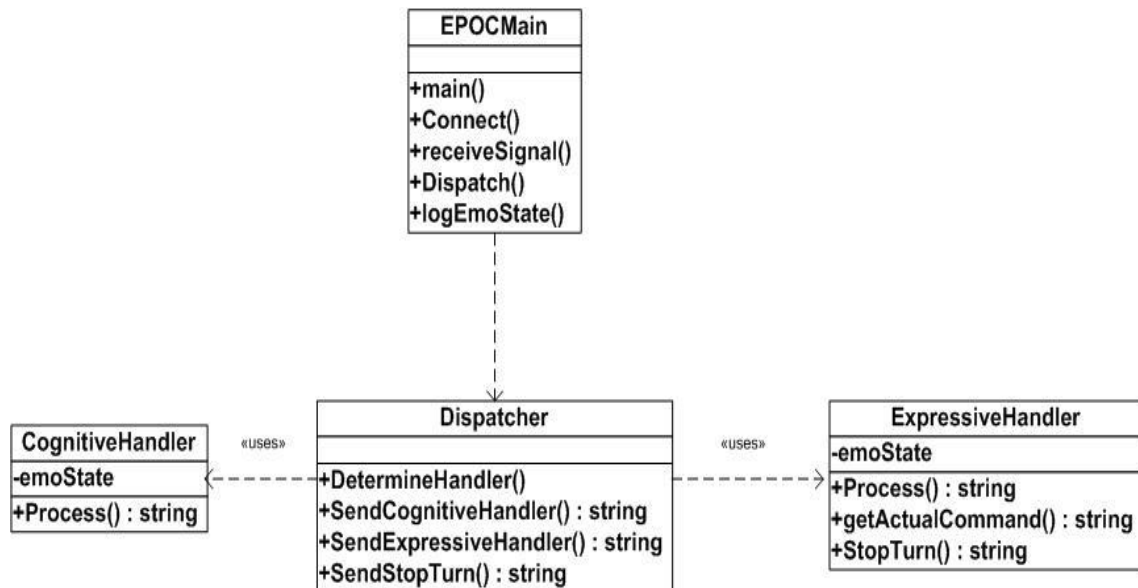 EPOCMain
+main()
+Connect()
+receiveSignal()
+Dispatch()
+logEmoState()
CognitiveHandler
-emoState
+Process() : string
«uses»
Dispatcher
+DetermineHandler()
+SendCognitiveHandler() : string
+SendExpressiveHandler() : string
+SendStopTurn() : string
«uses»
ExpressiveHandler
-emoState
+Process() : string
+getActualCommand() : string
+StopTurn() : string